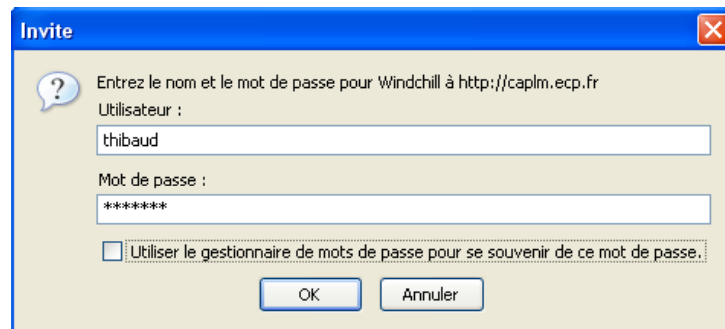 Invite
Entrez le nom et le mot de passe pour Windchill à http://caplm.ecp.fr
Utilisateur :
thibaud
Mot de passe :
*******
Utiliser le gestionnaire de mots de passe pour se souvenir de ce mot de passe.
OK Annuler